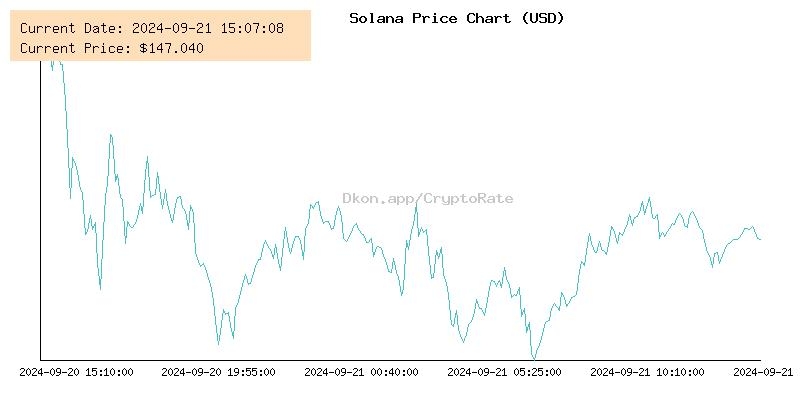 Solana Price Chart (USD)
Current Date: 2024-09-21 15:07:08
Current Price: $147.040
Dkon.app/CryptoRate
2024-09-20 15:10:00 2024-09-20 19:55:00 2024-09-21 00:40:00 2024-09-21 05:25:00 2024-09-21 10:10:00 2024-09-21